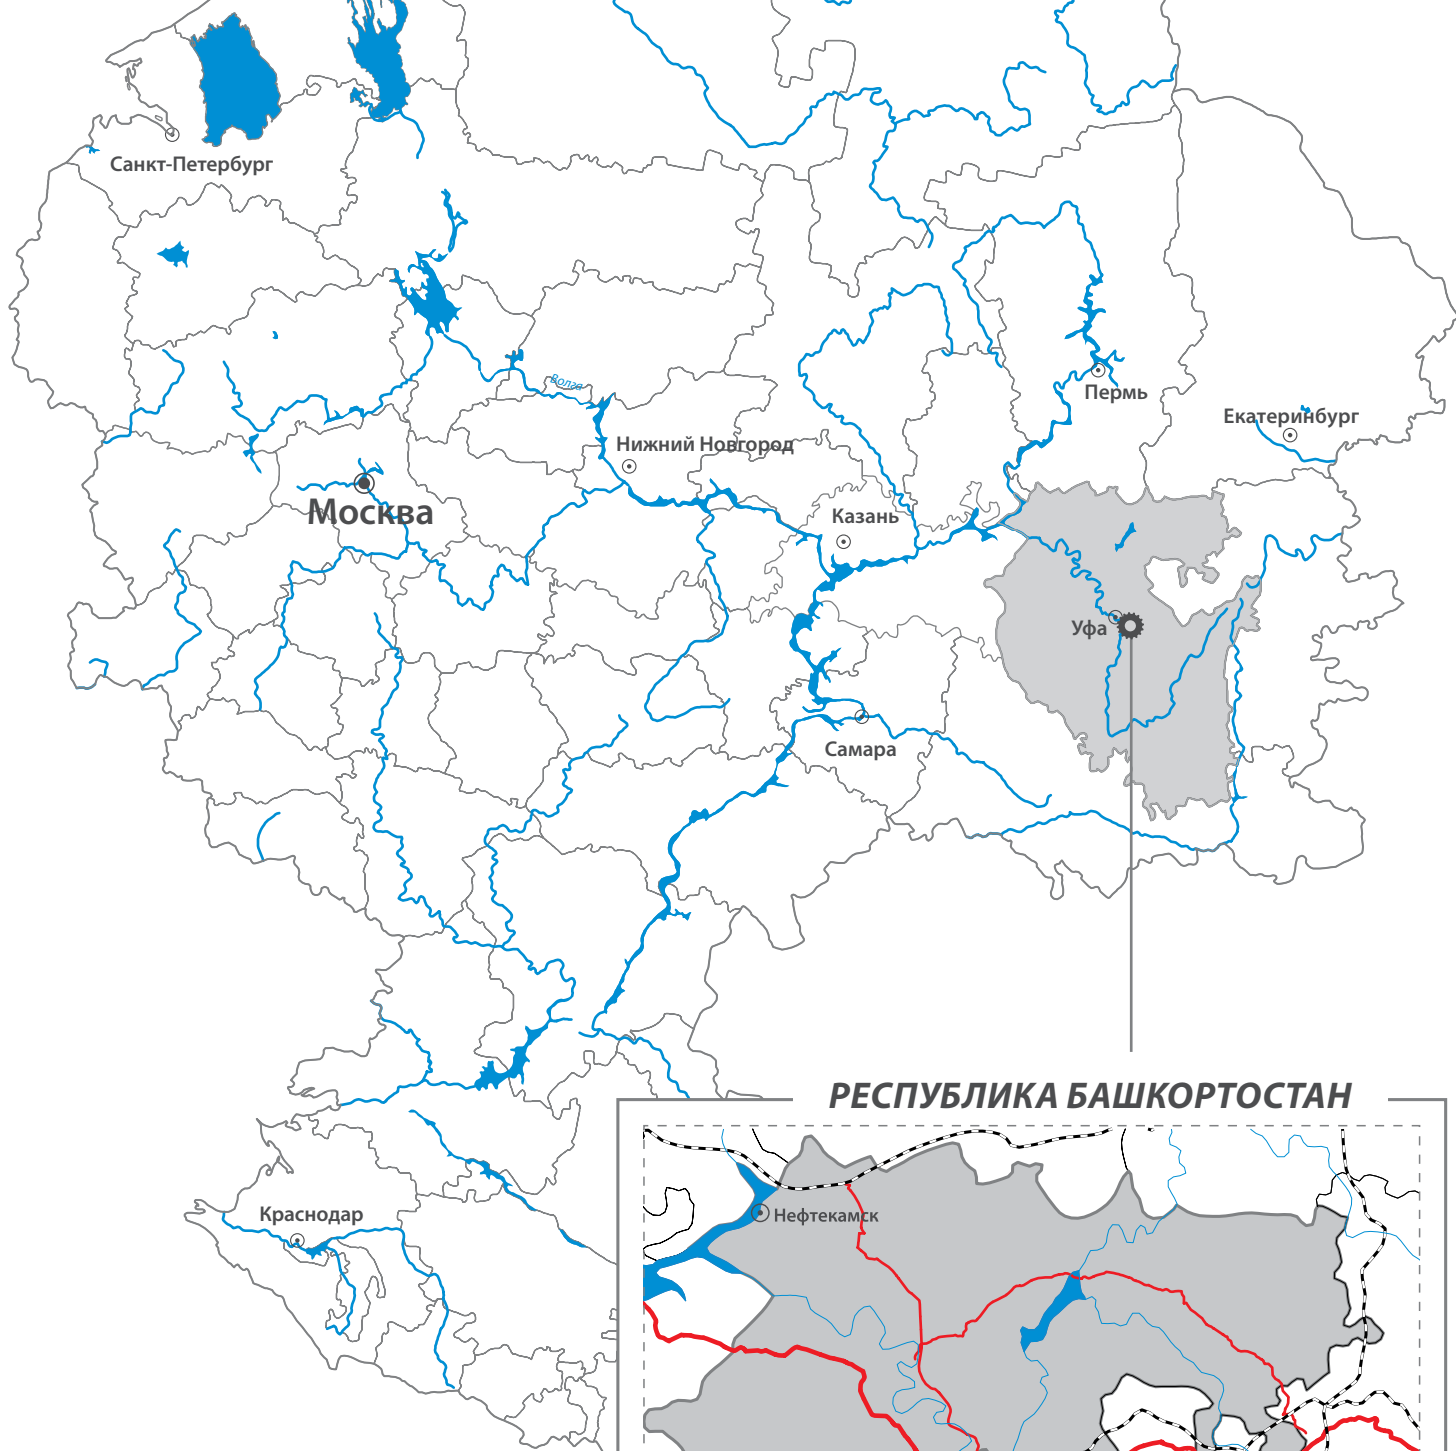 Санкт-Петербург
Волга
Пермь
Екатеринбург
Нижний Новгород
Москва
Казань
Уфа
Самара
РЕСПУБЛИКА БАШКОРТОСТАН
Краснодар
Нефтекамск